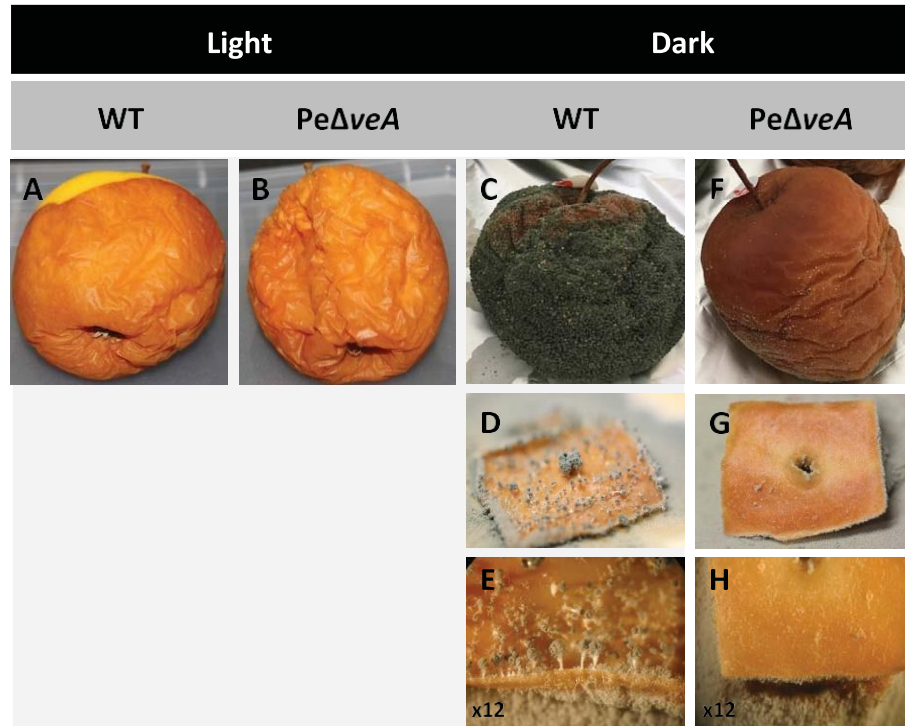 Light Dark
WT PeΔveA WT PeΔveA
A B C F
D G
E H
x12 x12